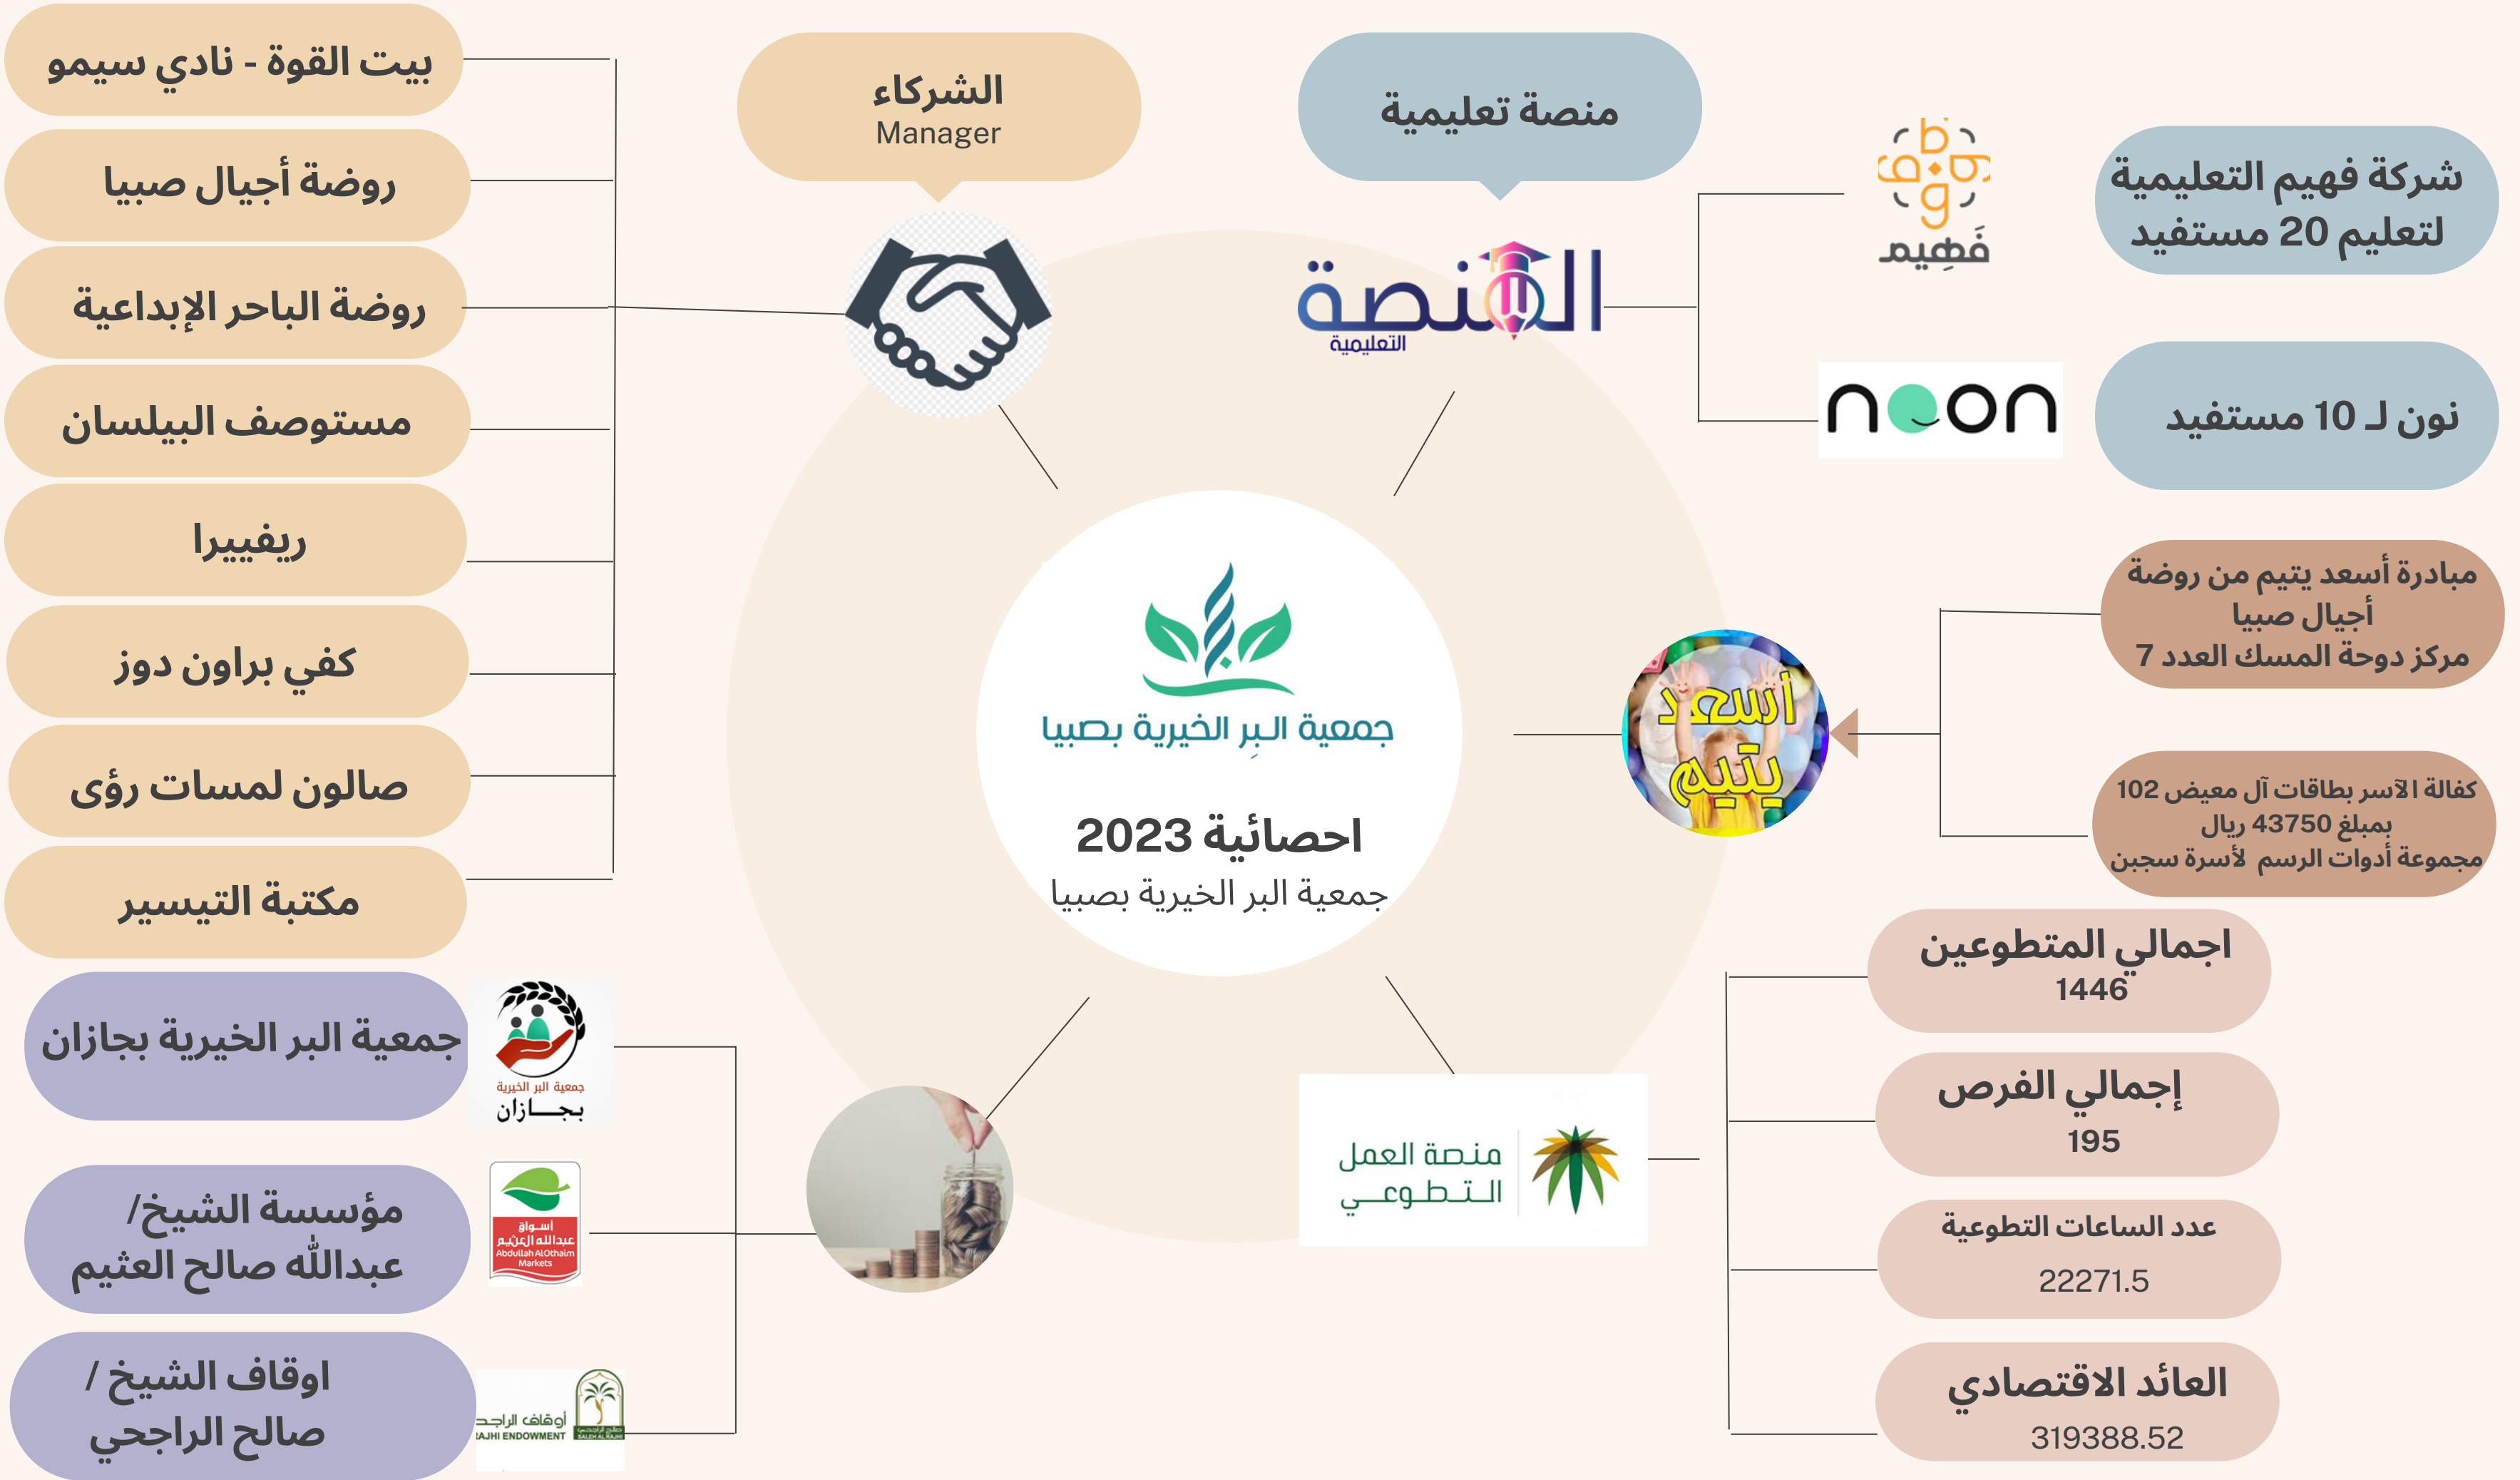 الشركاء
Manager
بيت القوة - نادي سيمو
روضة أجيال صبيا
روضة الباحر الإبداعية
مستوصف البيلسان
ريفييرا
كفي براون دوز
صالون لمسات رؤى
مكتبة التيسير
منصة تعليمية
المنصة
التعليمية
فَهِيم
شركة فهيم التعليمية
لتعليم 20 مستفيد
noon
نون لـ 10 مستفيد
جمعية البِر الخيرية بصبيا
احصائية 2023
جمعية البر الخيرية بصبيا
أسعد
يتيم
مبادرة أسعد يتيم من روضة
أجيال صبيا
مركز دوحة المسك العدد 7
كفالة الآسر بطاقات آل معيض 102
بمبلغ 43750 ريال
مجموعة أدوات الرسم لأسرة سجبن
منصة العمل
التطوعي
اجمالي المتطوعين
1446
إجمالي الفرص
195
عدد الساعات التطوعية
22271.5
العائد الاقتصادي
319388.52
جمعية البر الخيرية بجازان
جمعية البر الخيرية
بجازان
مؤسسة الشيخ/
عبدالله صالح العثيم
أسواق
عبدالله العثيم
Abdullah AlOthaim
Markets
اوقاف الشيخ /
صالح الراجحي
أوقاف الراجح
AJHI ENDOWMENT
SALEH AL RAJHI